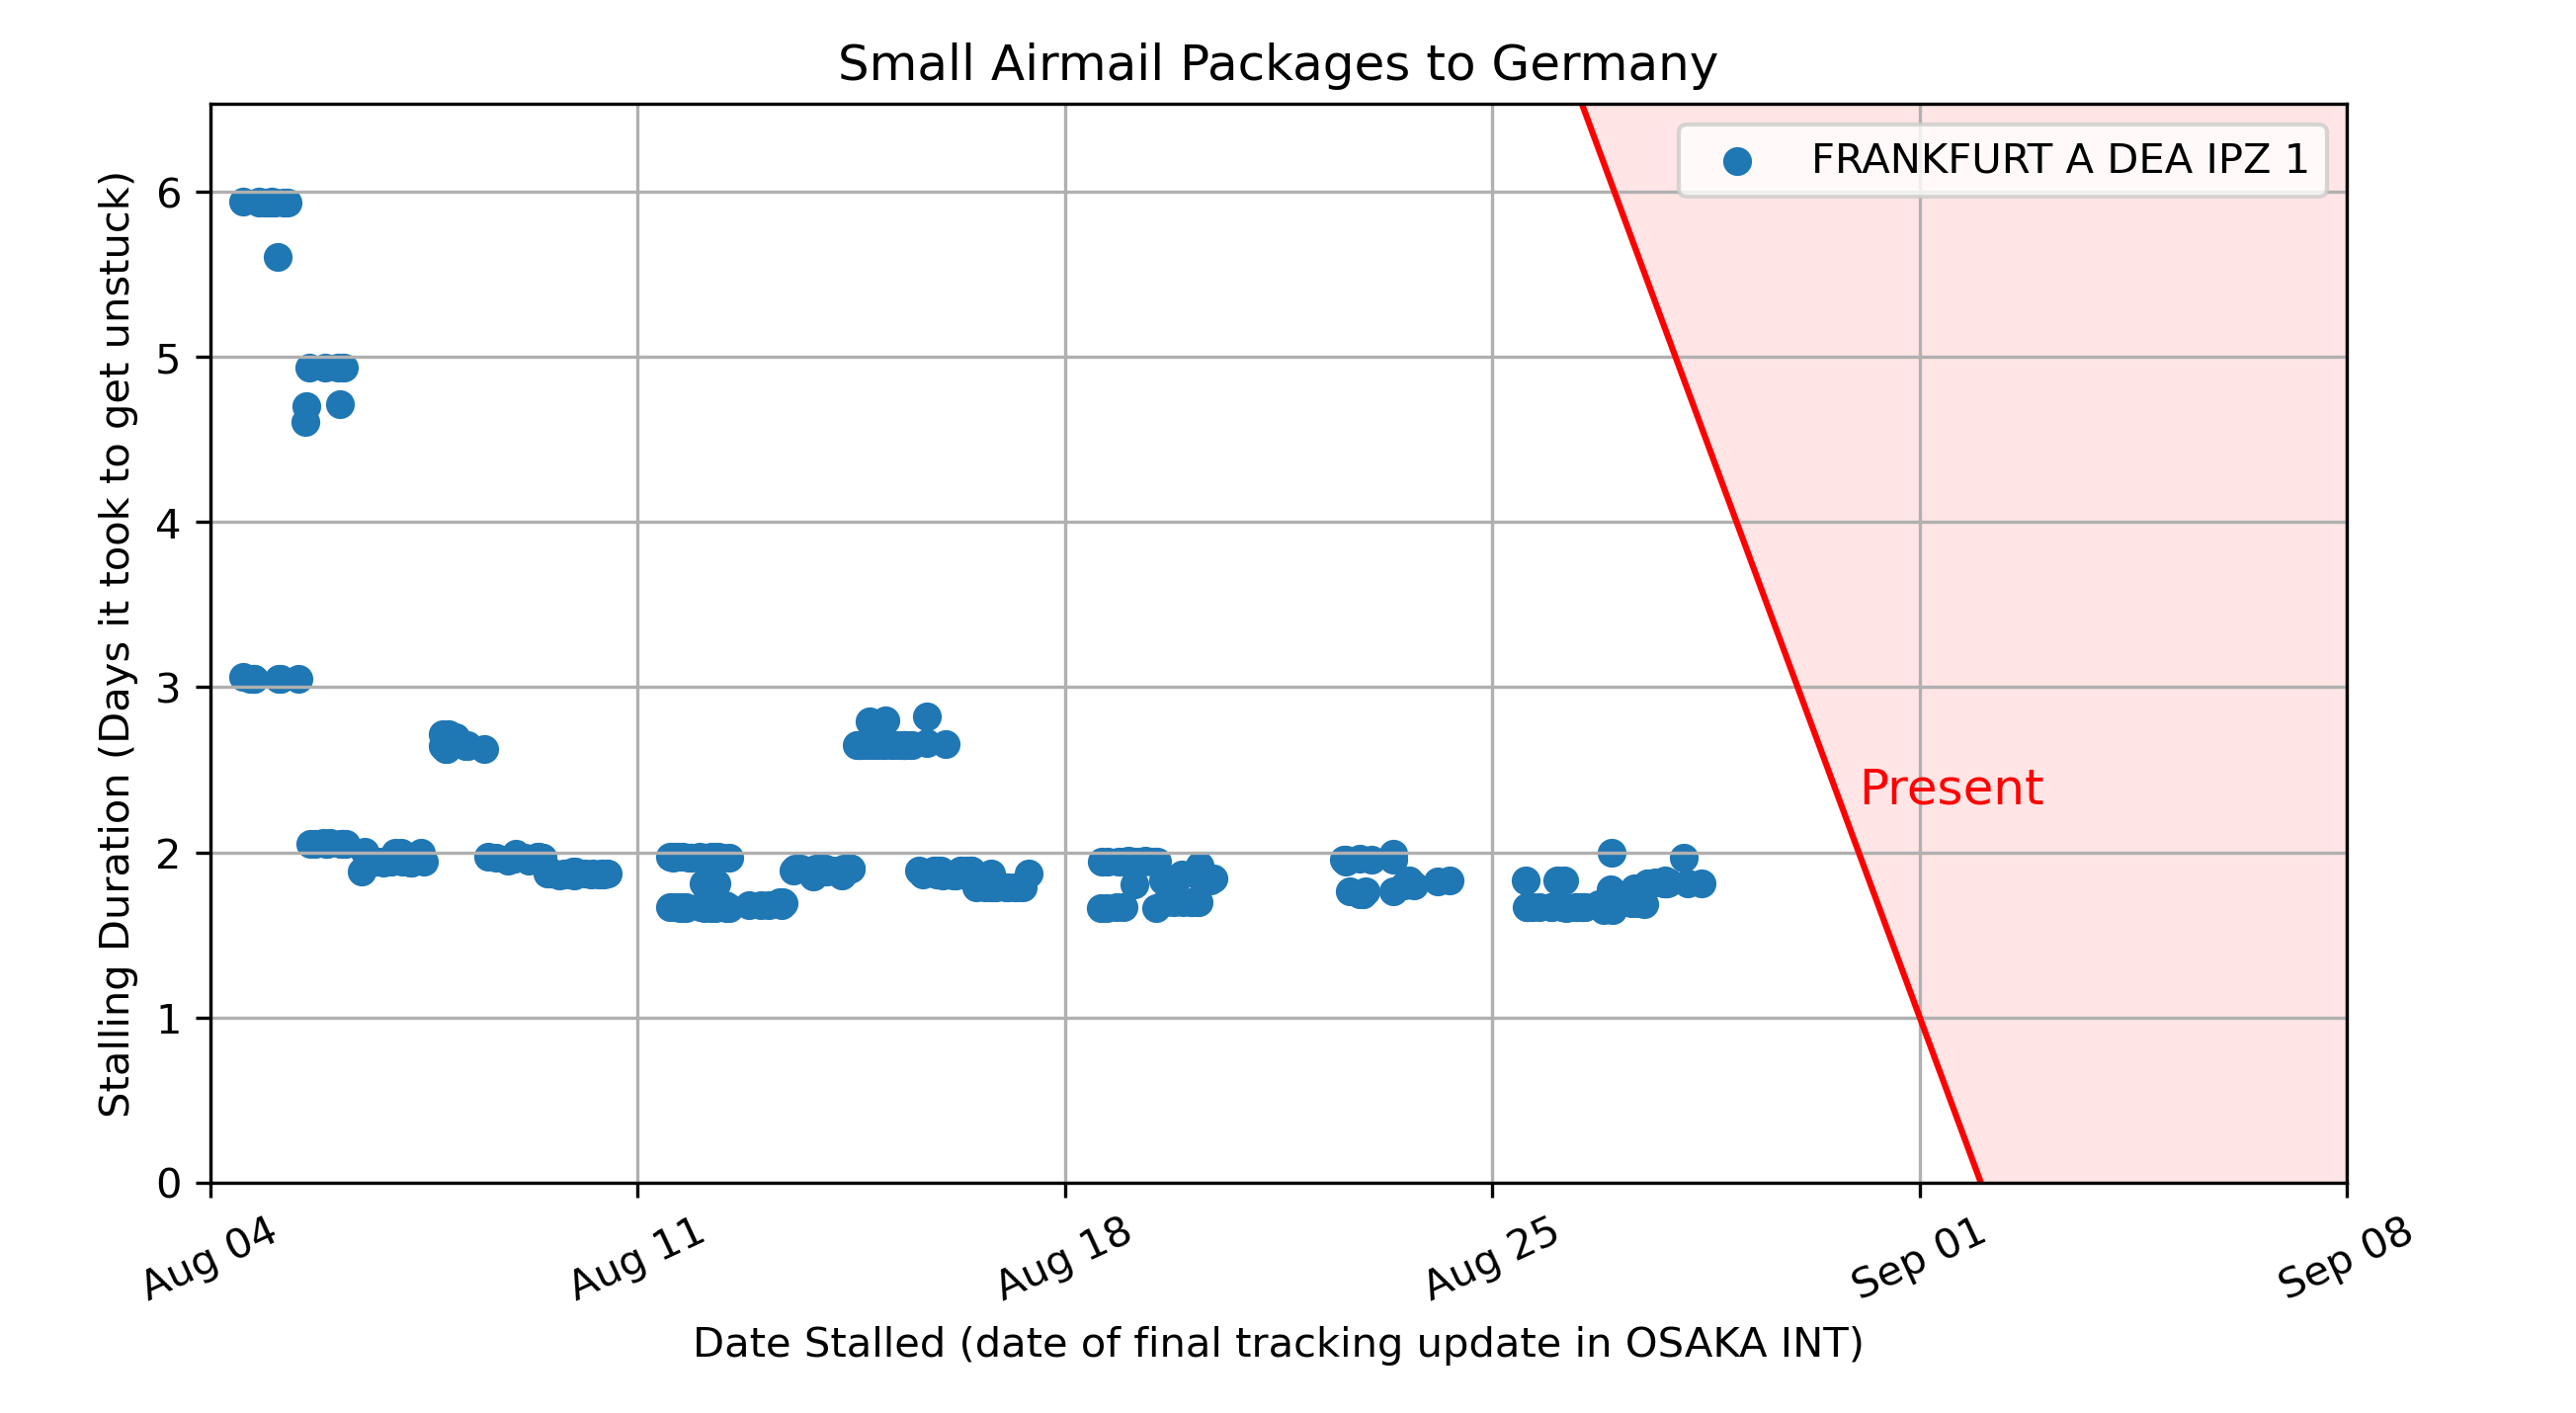 Small Airmail Packages to Germany
FRANKFURT A DEA IPZ 1
Stalling Duration (Days it took to get unstuck)
6
5
4
3
2
1
0
Present
Aug 04
Aug 11
Aug 18
Aug 25
Sep 01
Sep 08
Date Stalled (date of final tracking update in OSAKA INT)